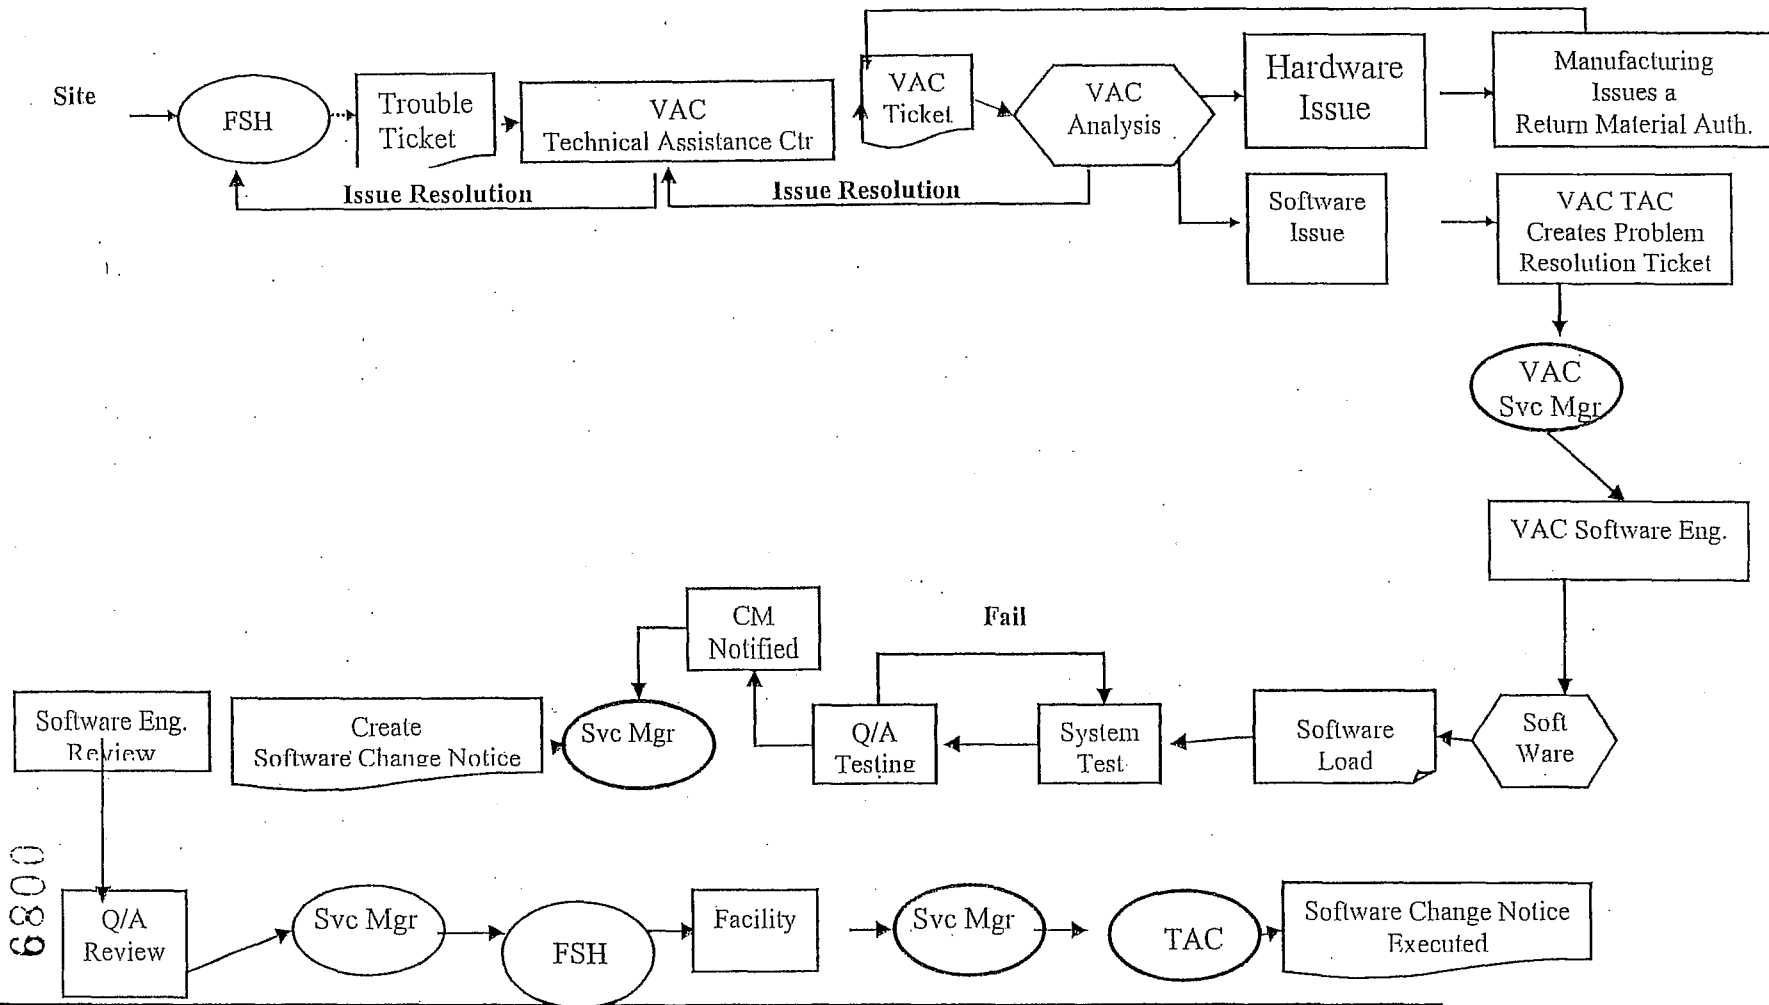 Site
FSH
Trouble
Ticket
VAC
Technical Assistance Ctr
VAC
Ticket
VAC
Analysis
Hardware
Issue
Manufacturing
Issues a
Return Material Auth.
Issue Resolution
Issue Resolution
Software
Issue
VAC TAC
Creates Problem
Resolution Ticket
VAC
Svc Mgr
VAC Software Eng.
CM
Notified
Fail
Software Eng.
Review
Create
Software Change Notice
Svc Mgr
Q/A
Testing
System
Test
Software
Load
Soft
Ware
Q/A
Review
Svc Mgr
FSH
Facility
Svc Mgr
TAC
Software Change Notice
Executed
0089